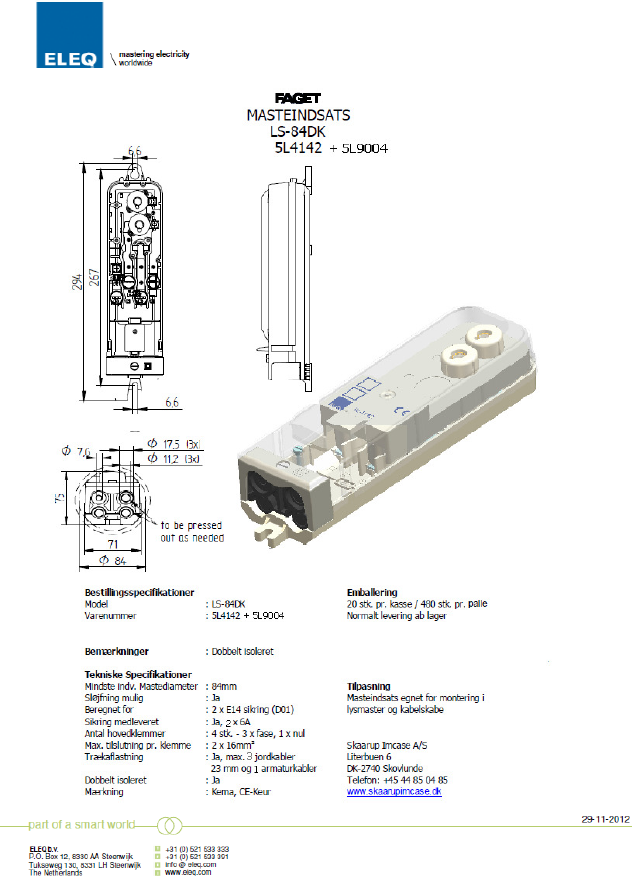 ELEQ
mastering electricity
worldwide
FAGET
MASTEINDSATS
LS-84DK
5L4142 + 5L9004
6,6
294
267
6,6
Φ 7,6
Φ 17,5 (3x)
Φ 11,2 (3x)
75
to be pressed
out as needed
71
Φ 84
CE
Bestillingsspecifikationer
Model : LS-84DK
Varenummer : 5L4142 + 5L9004
Emballering
20 stk. pr. kasse / 480 stk. pr. palle
Normalt levering ab lager
Bemærkninger : Dobbelt isoleret
Tekniske Specifikationer
Mindste indv. Mastediameter : 84mm
Sløjfning mulig : Ja
Beregnet for : 2 x E14 sikring (D01)
Sikring medleveret : Ja, 2 x 6A
Antal hovedklemmer : 4 stk. - 3 x fase, 1 x nul
Max. tilslutning pr. klemme : 2 x 16mm²
Trækaflastning : Ja, max. 3 jordkabler
23 mm og 1 armaturkabler
Dobbelt isoleret : Ja
Mærkning : Kema, CE-Keur
Tilpasning
Masteindsats egnet for montering i
lysmaster og kabelskabe
Skaarup Imcase A/S
Literbuen 6
DK-2740 Skovlunde
Telefon: +45 44 85 04 85
www.skaarupimcase.dk
29-11-2012
part of a smart world
ELEQ b.v.
P.O. Box 12, 8330 AA Steenwijk
Tukseweg 130, 8331 LH Steenwijk
The Netherlands
+31 (0) 521 533 333
+31 (0) 521 533 391
info @ eleq.com
www.eleq.com